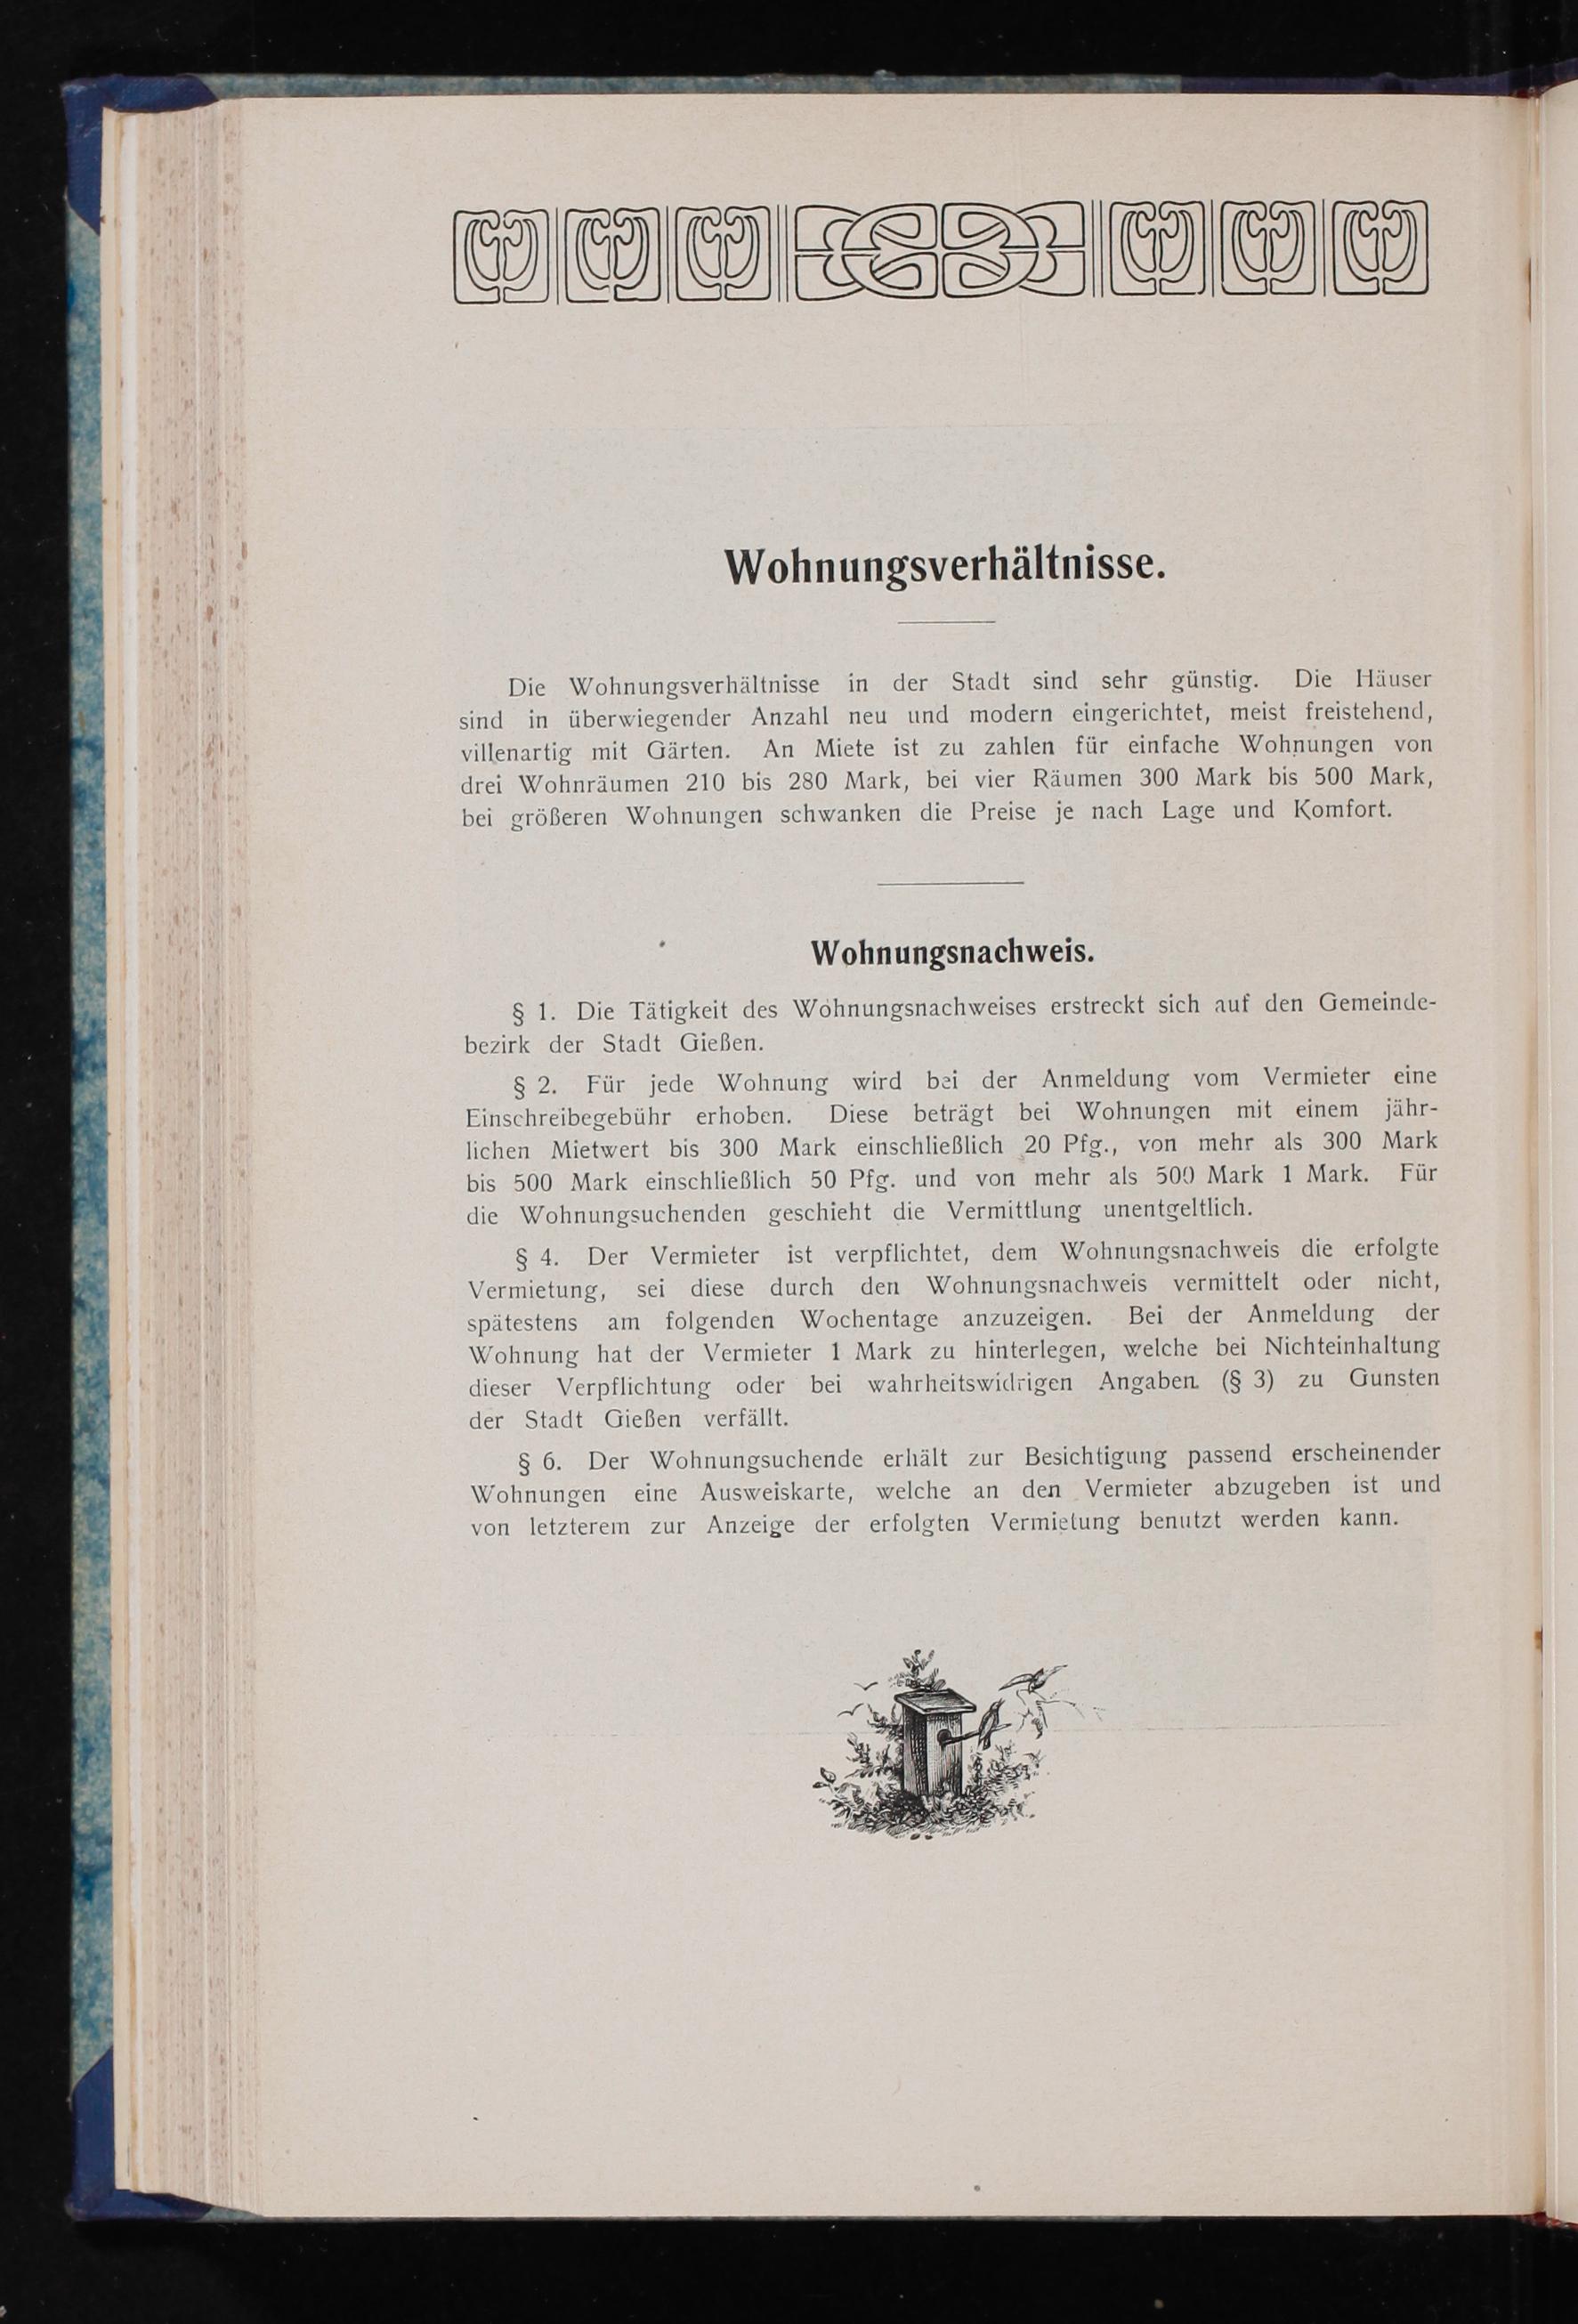 Wohnungsverhältnisse.
Die Wohnungsverhältnisse in der Stadt sind sehr günstig. Die Häuser
sind in überwiegender Anzahl neu und modern eingerichtet, meist freistehend,
villenartig mit Gärten. An Miete ist zu zahlen für einfache Wohnungen von
drei Wohnräumen 210 bis 280 Mark, bei vier Räumen 300 Mark bis 500 Mark,
bei größeren Wohnungen schwanken die Preise je nach Lage und Komfort.
Wohnungsnachweis.
§ 1. Die Tätigkeit des Wohnungsnachweises erstreckt sich auf den Gemeinde-
bezirk der Stadt Gießen.
§ 2. Für jede Wohnung wird bei der Anmeldung vom Vermieter eine
Einschreibegebühr erhoben. Diese beträgt bei Wohnungen mit einem jähr-
lichen Mietwert bis 300 Mark einschließlich 20 Pfg., von mehr als 300 Mark
bis 500 Mark einschließlich 50 Pfg. und von mehr als 500 Mark 1 Mark. Für
die Wohnungsuchenden geschieht die Vermittlung unentgeltlich.
§ 4. Der Vermieter ist verpflichtet, dem Wohnungsnachweis die erfolgte
Vermietung, sei diese durch den Wohnungsnachweis vermittelt oder nicht,
spätestens am folgenden Wochentage anzuzeigen. Bei der Anmeldung der
Wohnung hat der Vermieter 1 Mark zu hinterlegen, welche bei Nichteinhaltung
dieser Verpflichtung oder bei wahrheitswidrigen Angaben (§ 3) zu Gunsten
der Stadt Gießen verfällt.
§ 6. Der Wohnungsuchende erhält zur Besichtigung passend erscheinender
Wohnungen eine Ausweiskarte, welche an den Vermieter abzugeben ist und
von letzterem zur Anzeige der erfolgten Vermietung benutzt werden kann.